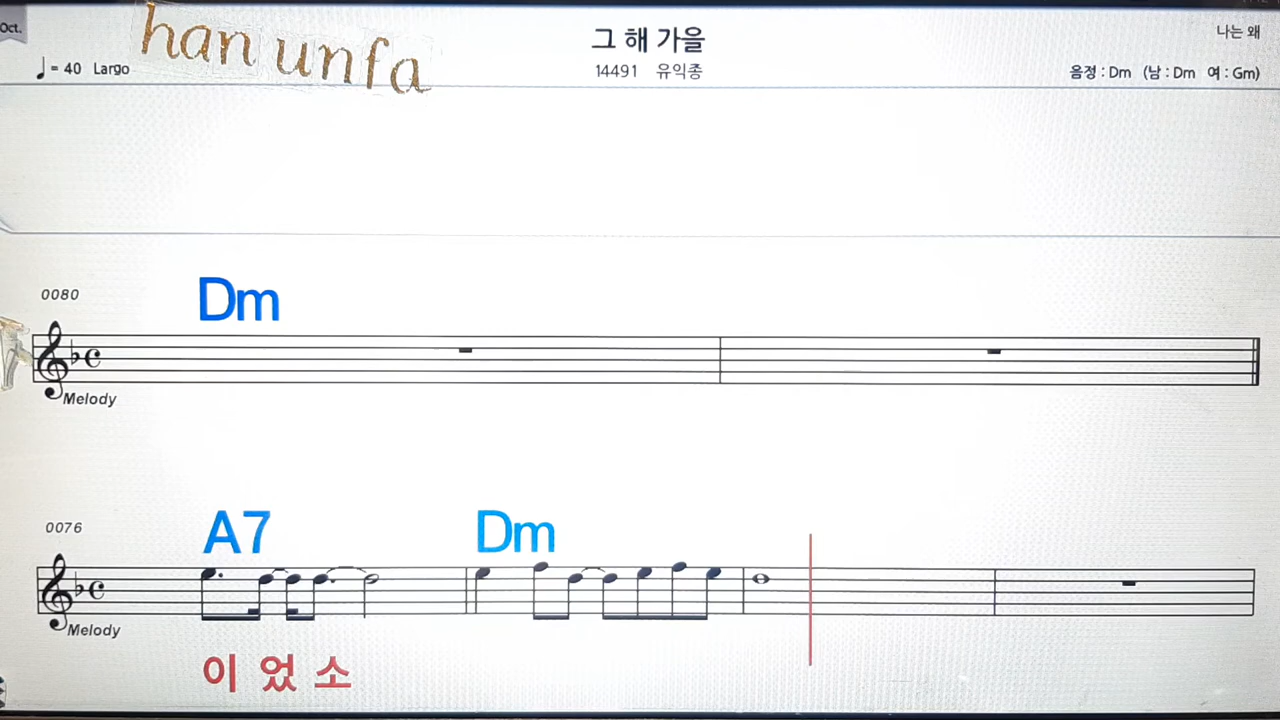 Oct.
han unfa
그 해 가을
나는 왜
♩= 40 Largo
14491 유익종
음정 : Dm (남 : Dm 여 : Gm)
0080
Dm
Melody
0076
A7 Dm
Melody
이 었 소